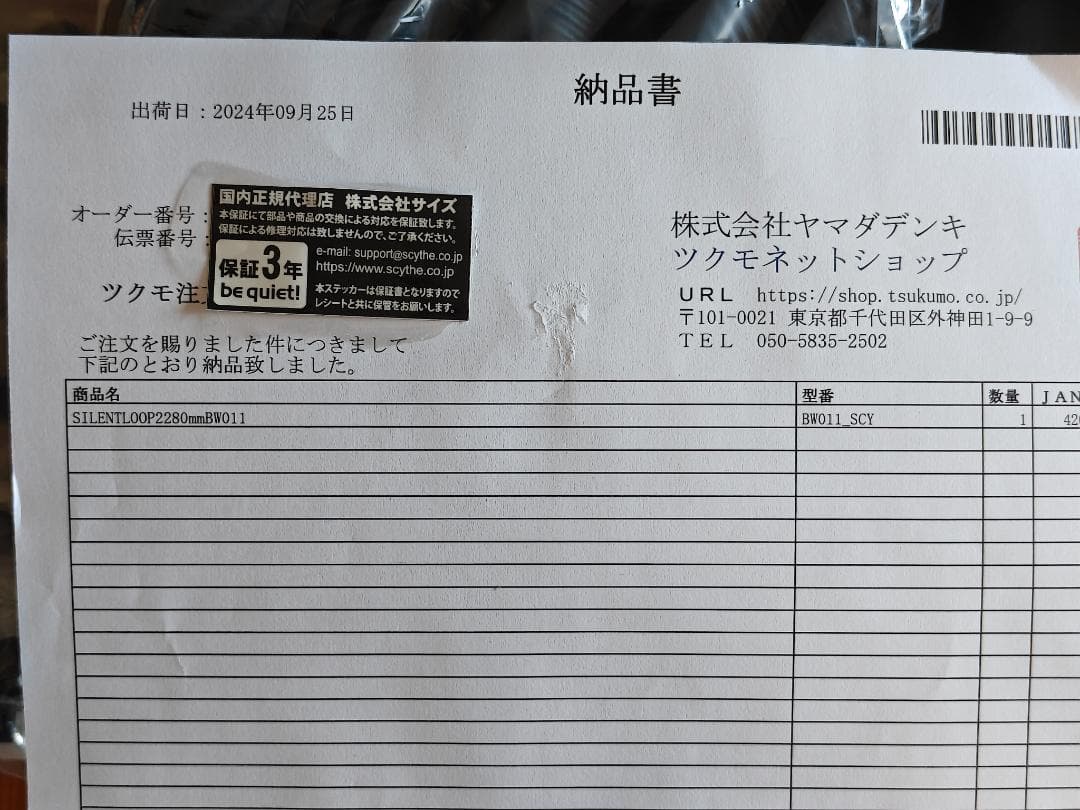 納品書
出荷日：2024年09月25日
オーダー番号：
伝票番号：
ツクモ注
国内正規代理店 株式会社サイズ
本保証にて部品や商品の交換による対応を保証致します。
保証による修理対応は致しませんので、ご了承ください。
保証3年
be quiet!
e-mail: support@scythe.co.jp
https://www.scythe.co.jp
本ステッカーは保証書となりますので
レシートと共に保管をお願いします。
株式会社ヤマダデンキ
ツクモネットショップ
ＵＲＬ https://shop.tsukumo.co.jp/
〒101-0021 東京都千代田区外神田1-9-9
ＴＥＬ 050-5835-2502
ご注文を賜りました件につきまして
下記のとおり納品致しました。
商品名 型番 数量 ＪＡＮ
SILENTLOOP2280mmBW011 BW011_SCY 1 42